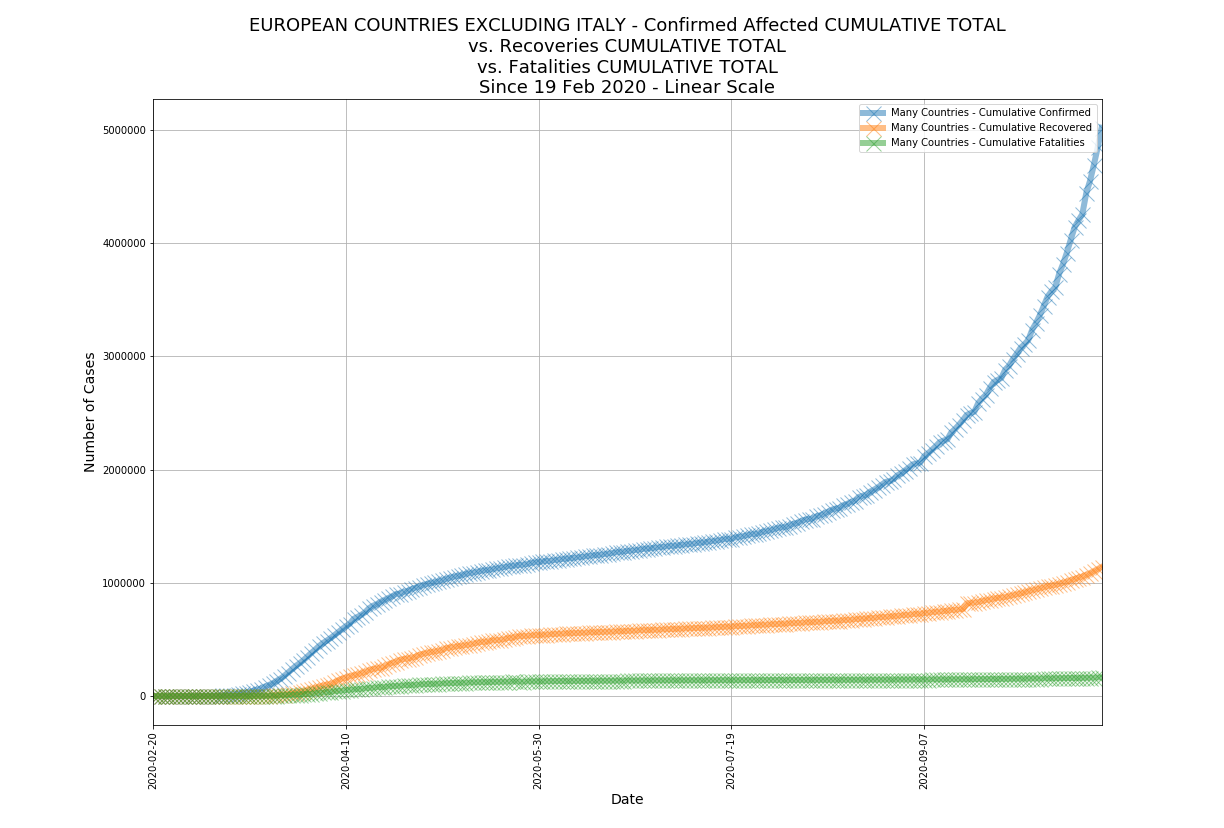 EUROPEAN COUNTRIES EXCLUDING ITALY - Confirmed Affected CUMULATIVE TOTAL
vs. Recoveries CUMULATIVE TOTAL
vs. Fatalities CUMULATIVE TOTAL
Since 19 Feb 2020 - Linear Scale
Many Countries - Cumulative Confirmed
Many Countries - Cumulative Recovered
Many Countries - Cumulative Fatalities
Number of Cases
5000000
4000000
3000000
2000000
1000000
0
2020-02-20
2020-04-10
2020-05-30
2020-07-19
2020-09-07
Date